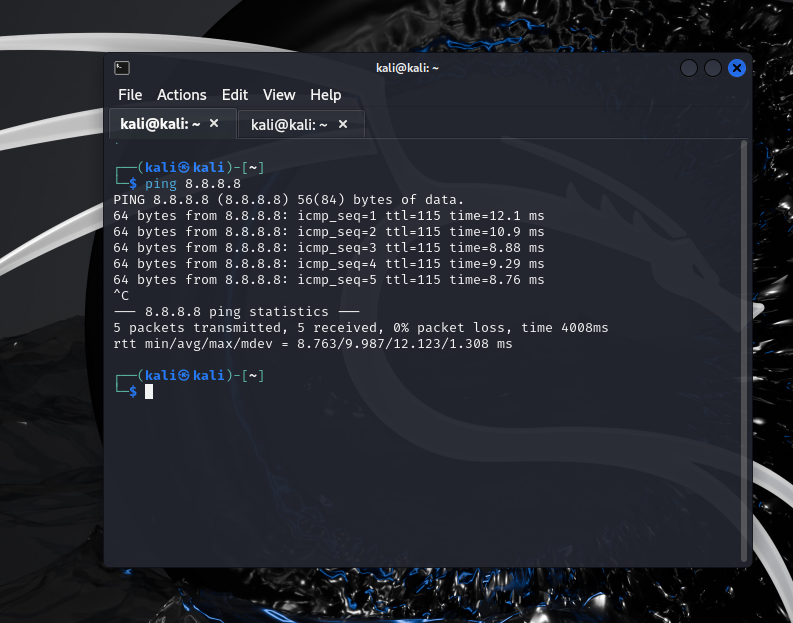 kali@kali: ~
File Actions Edit View Help
kali@kali: ~ × kali@kali: ~ ×
┌──(kali㉿kali)-[~]
└─$ ping 8.8.8.8
PING 8.8.8.8 (8.8.8.8) 56(84) bytes of data.
64 bytes from 8.8.8.8: icmp_seq=1 ttl=115 time=12.1 ms
64 bytes from 8.8.8.8: icmp_seq=2 ttl=115 time=10.9 ms
64 bytes from 8.8.8.8: icmp_seq=3 ttl=115 time=8.88 ms
64 bytes from 8.8.8.8: icmp_seq=4 ttl=115 time=9.29 ms
64 bytes from 8.8.8.8: icmp_seq=5 ttl=115 time=8.76 ms
^C
--- 8.8.8.8 ping statistics ---
5 packets transmitted, 5 received, 0% packet loss, time 4008ms
rtt min/avg/max/mdev = 8.763/9.987/12.123/1.308 ms
┌──(kali㉿kali)-[~]
└─$